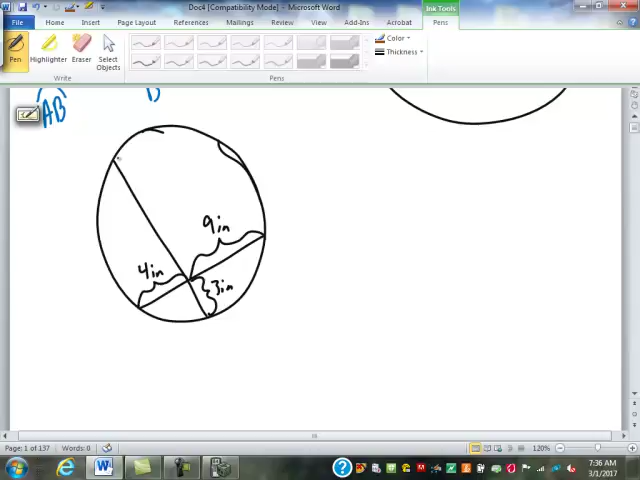 Doc4 [Compatibility Mode] - Microsoft Word
Ink Tools
File Home Insert Page Layout References Mailings Review View Add-Ins Acrobat Pens
Pen Highlighter Eraser Select Objects
Color
Thickness
Write Pens
AB
9in
4in
3in
Page: 1 of 137 Words: 0 120%
7:36 AM
3/1/2017